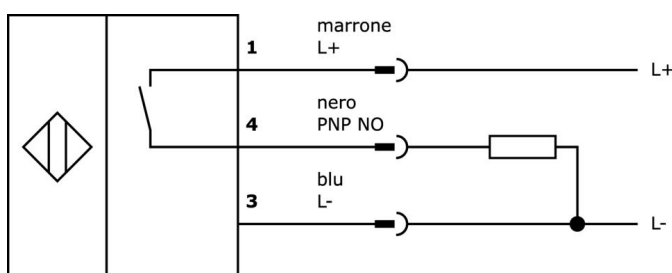 marrone
1 L+
L+
nero
4 PNP NO
blu
3 L-
L-